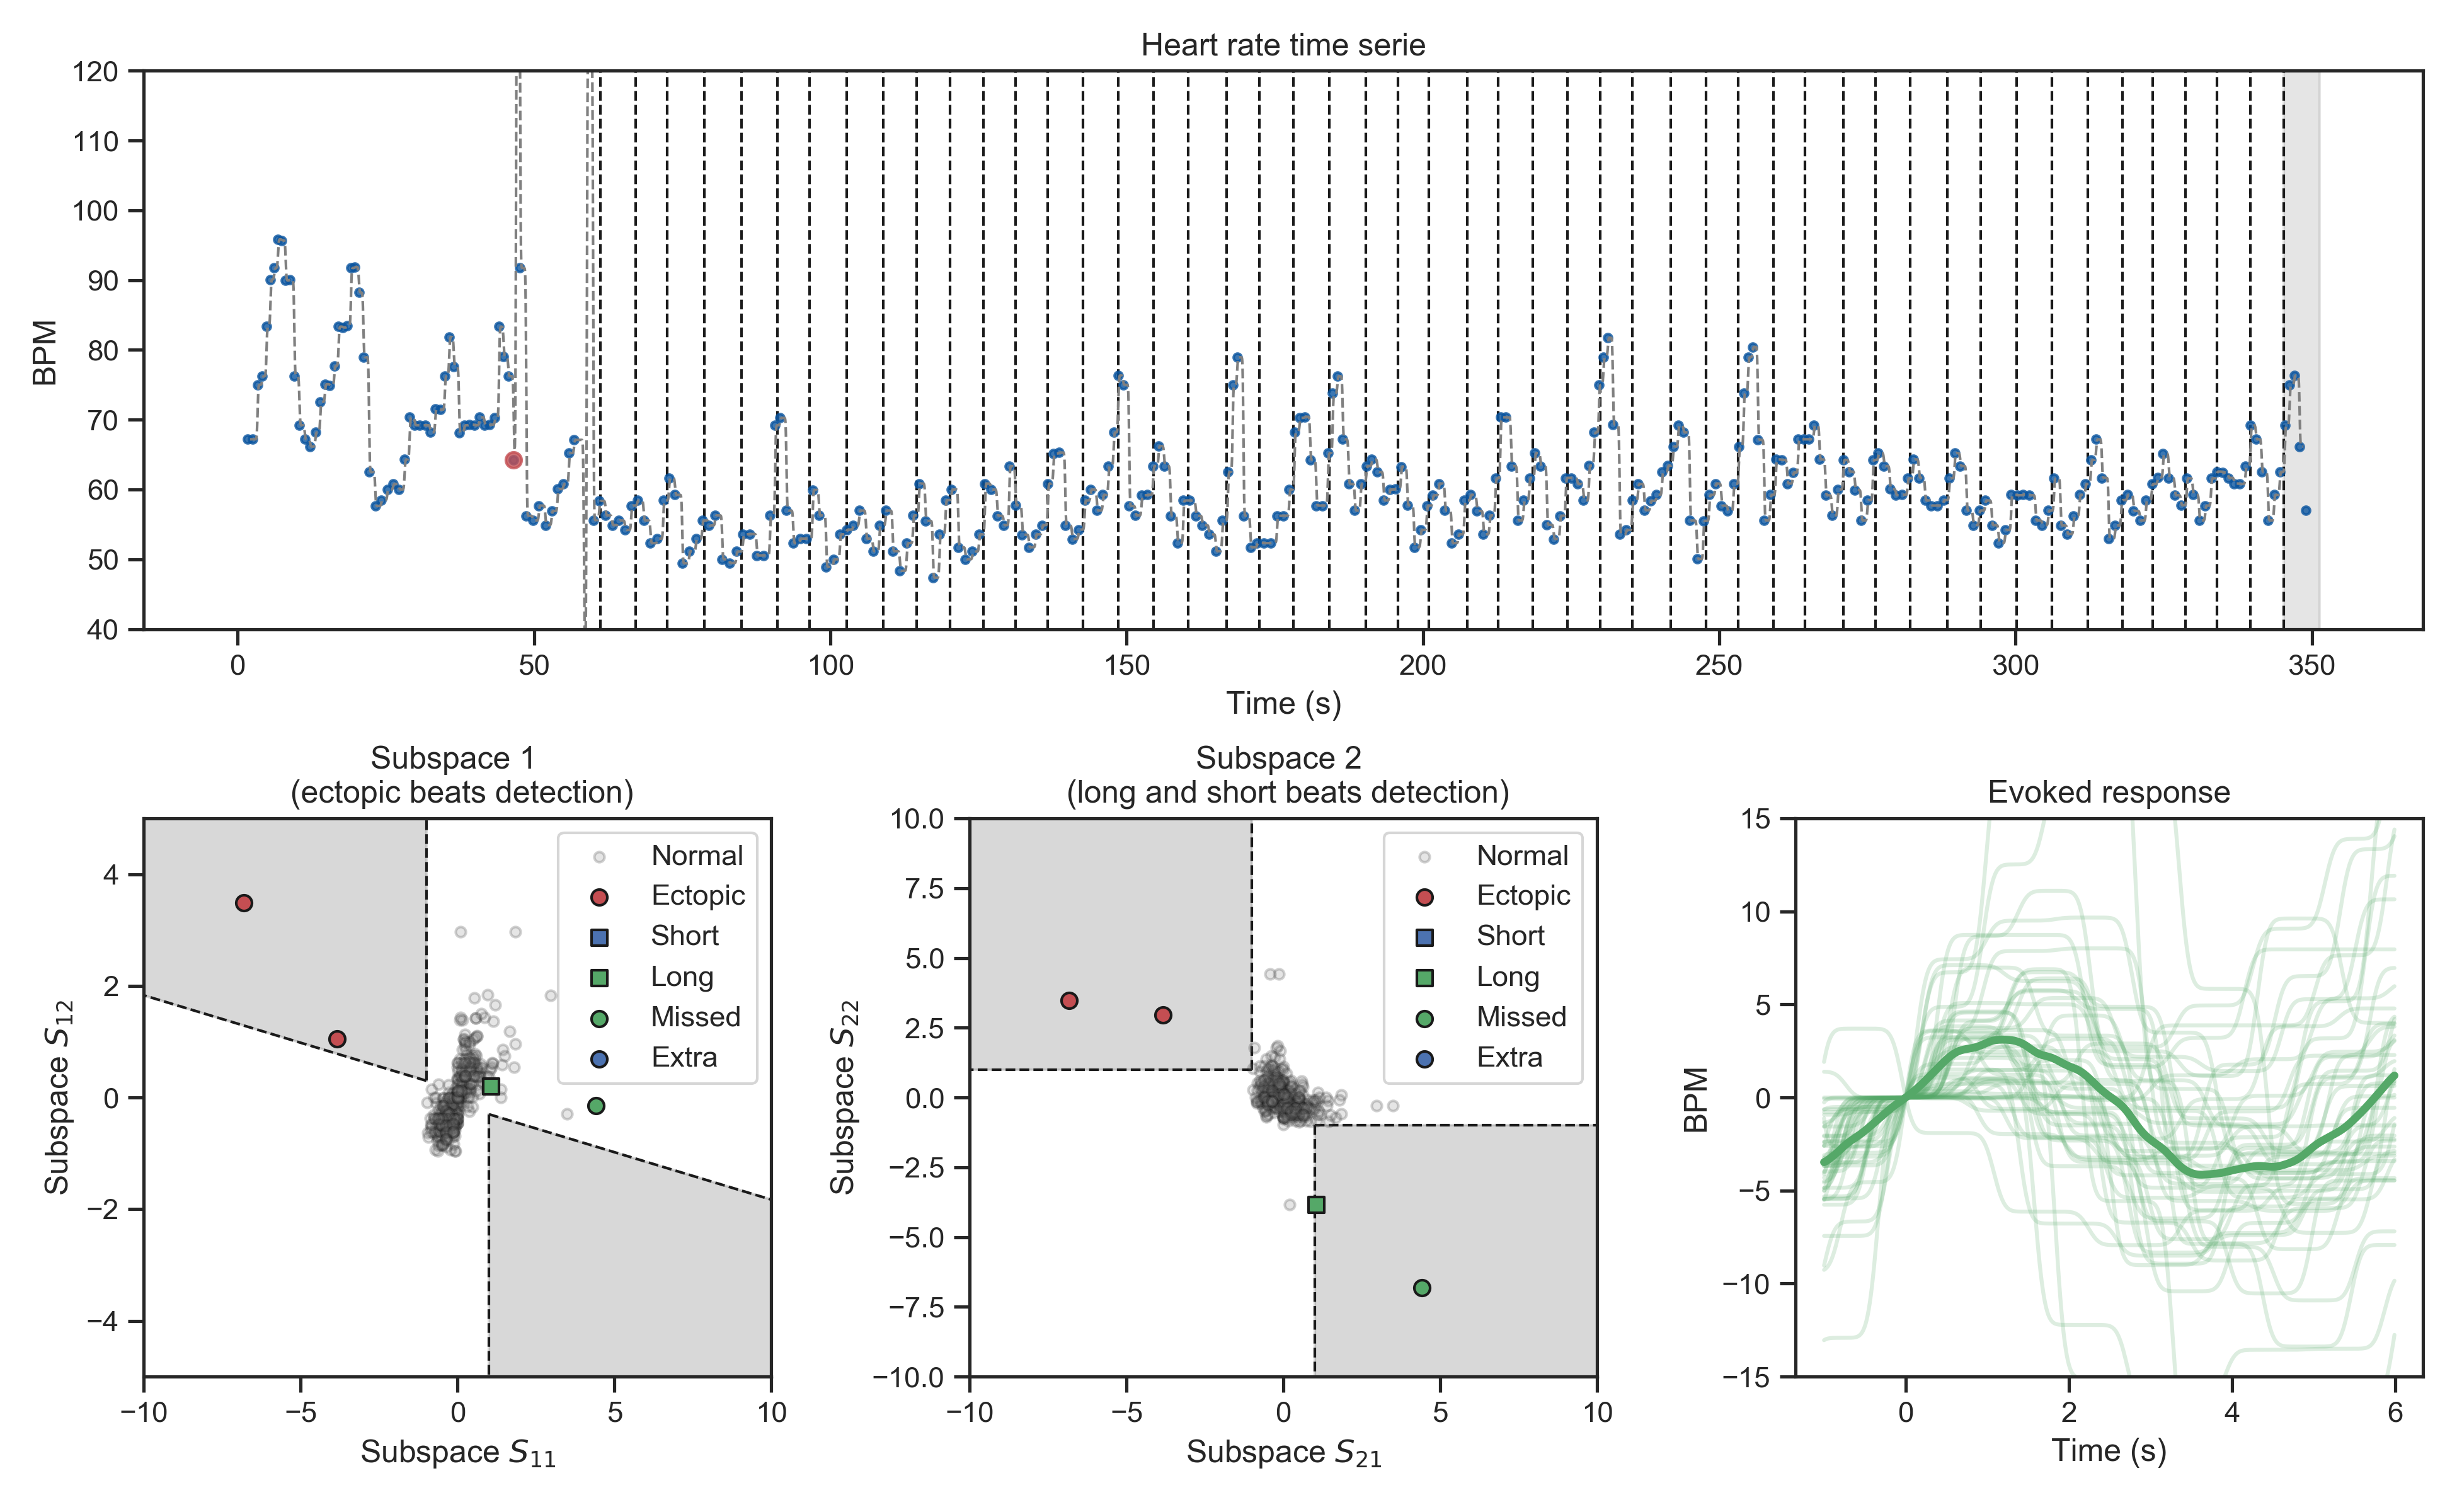 Heart rate time serie
120
110
100
90
80
70
60
50
40
BPM
0
50
100
150
200
250
300
350
Time (s)
Subspace 1
(ectopic beats detection)
4
2
0
−2
−4
Subspace S12
Normal
Ectopic
Short
Long
Missed
Extra
−10
−5
0
5
10
Subspace S11
Subspace 2
(long and short beats detection)
10.0
7.5
5.0
2.5
0.0
−2.5
−5.0
−7.5
−10.0
Subspace S22
Normal
Ectopic
Short
Long
Missed
Extra
−10
−5
0
5
10
Subspace S21
Evoked response
15
10
5
0
−5
−10
−15
BPM
0
2
4
6
Time (s)